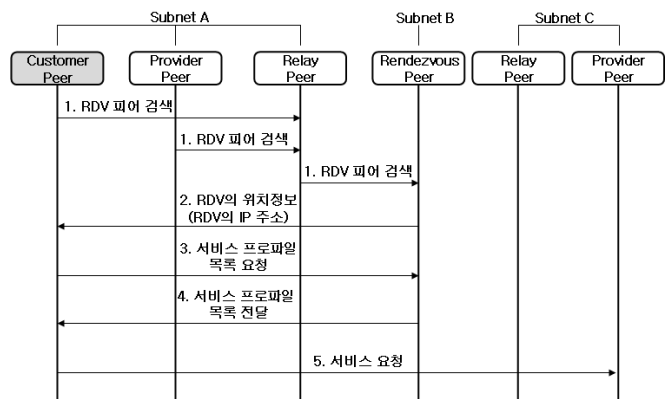 Subnet A
Subnet B
Subnet C
Customer
Peer
Provider
Peer
Relay
Peer
Rendezvous
Peer
Relay
Peer
Provider
Peer
1. RDV 피어 검색
1. RDV 피어 검색
1. RDV 피어 검색
2. RDV의 위치정보
(RDV의 IP 주소)
3. 서비스 프로파일
목록 요청
4. 서비스 프로파일
목록 전달
5. 서비스 요청